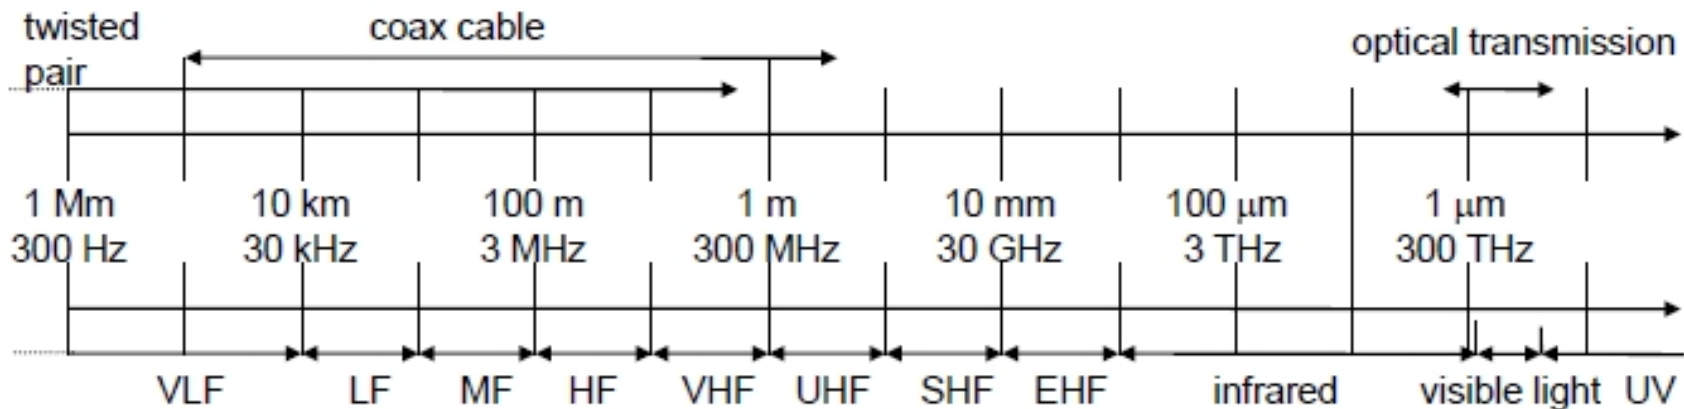 twisted
pair
coax cable
optical transmission
1 Mm 10 km 100 m 1 m 10 mm 100 μm 1 μm
300 Hz 30 kHz 3 MHz 300 MHz 30 GHz 3 THz 300 THz
VLF LF MF HF VHF UHF SHF EHF infrared visible light UV